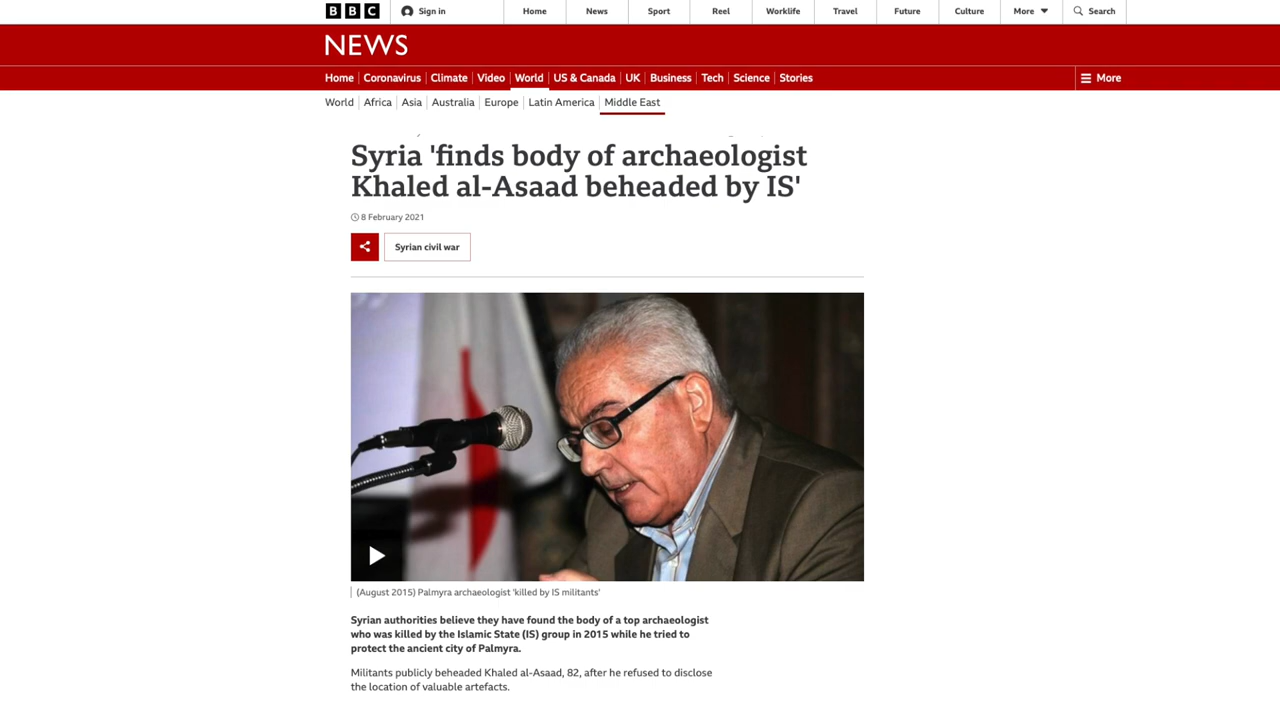 BBC Sign in Home News Sport Reel Worklife Travel Future Culture More Search
NEWS
Home Coronavirus Climate Video World US & Canada UK Business Tech Science Stories More
World Africa Asia Australia Europe Latin America Middle East
Syria 'finds body of archaeologist
Khaled al-Asaad beheaded by IS'
8 February 2021
Syrian civil war
(August 2015) Palmyra archaeologist 'killed by IS militants'
Syrian authorities believe they have found the body of a top archaeologist
who was killed by the Islamic State (IS) group in 2015 while he tried to
protect the ancient city of Palmyra.
Militants publicly beheaded Khaled al-Asaad, 82, after he refused to disclose
the location of valuable artefacts.